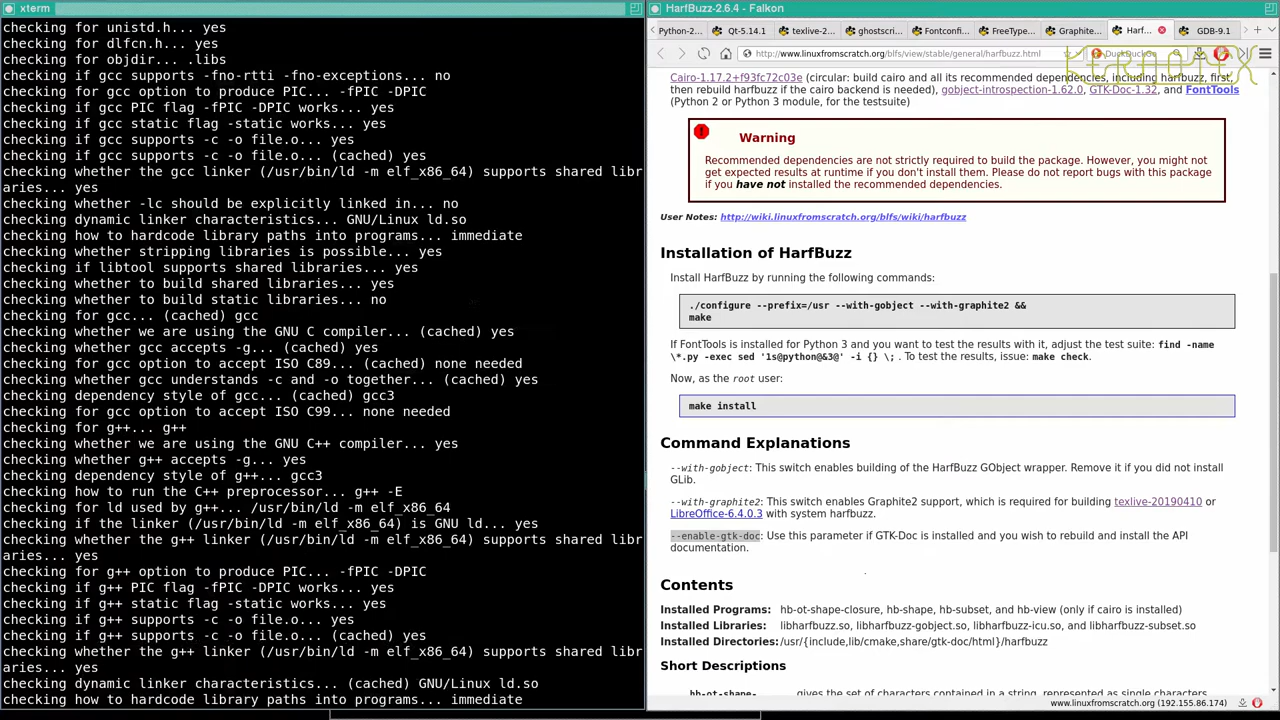 xterm
checking for unistd.h... yes
checking for dlfcn.h... yes
checking for objdir... .libs
checking if gcc supports -fno-rtti -fno-exceptions... no
checking for gcc option to produce PIC... -fPIC -DPIC
checking if gcc PIC flag -fPIC -DPIC works... yes
checking if gcc static flag -static works... yes
checking if gcc supports -c -o file.o... yes
checking if gcc supports -c -o file.o... (cached) yes
checking whether the gcc linker (/usr/bin/ld -m elf_x86_64) supports shared libr
aries... yes
checking whether -lc should be explicitly linked in... no
checking dynamic linker characteristics... GNU/Linux ld.so
checking how to hardcode library paths into programs... immediate
checking whether stripping libraries is possible... yes
checking if libtool supports shared libraries... yes
checking whether to build shared libraries... yes
checking whether to build static libraries... no
checking for gcc... (cached) gcc
checking whether we are using the GNU C compiler... (cached) yes
checking whether gcc accepts -g... (cached) yes
checking for gcc option to accept ISO C89... (cached) none needed
checking whether gcc understands -c and -o together... (cached) yes
checking dependency style of gcc... (cached) gcc3
checking for gcc option to accept ISO C99... none needed
checking for g++... g++
checking whether we are using the GNU C++ compiler... yes
checking whether g++ accepts -g... yes
checking dependency style of g++... gcc3
checking how to run the C++ preprocessor... g++ -E
checking for ld used by g++... /usr/bin/ld -m elf_x86_64
checking if the linker (/usr/bin/ld -m elf_x86_64) is GNU ld... yes
checking whether the g++ linker (/usr/bin/ld -m elf_x86_64) supports shared libr
aries... yes
checking for g++ option to produce PIC... -fPIC -DPIC
checking if g++ PIC flag -fPIC -DPIC works... yes
checking if g++ static flag -static works... yes
checking if g++ supports -c -o file.o... yes
checking if g++ supports -c -o file.o... (cached) yes
checking whether the g++ linker (/usr/bin/ld -m elf_x86_64) supports shared libr
aries... yes
checking dynamic linker characteristics... (cached) GNU/Linux ld.so
checking how to hardcode library paths into programs... immediate
HarfBuzz-2.6.4 - Falkon
Python-2... Qt-5.14.1 texlive-2... ghostscri... Fontconfi... FreeType... Graphite... Harf... GDB-9.1
http://www.linuxfromscratch.org/blfs/view/stable/general/harfbuzz.html DuckDuckGo
Cairo-1.17.2+f93fc72c03e (circular: build cairo and all its recommended dependencies, including harfbuzz, first,
then rebuild harfbuzz if the cairo backend is needed), gobject-introspection-1.62.0, GTK-Doc-1.32, and FontTools
(Python 2 or Python 3 module, for the testsuite)
Warning
Recommended dependencies are not strictly required to build the package. However, you might not
get expected results at runtime if you don't install them. Please do not report bugs with this package
if you have not installed the recommended dependencies.
User Notes: http://wiki.linuxfromscratch.org/blfs/wiki/harfbuzz
Installation of HarfBuzz
Install HarfBuzz by running the following commands:
./configure --prefix=/usr --with-gobject --with-graphite2 &&
make
If FontTools is installed for Python 3 and you want to test the results with it, adjust the test suite: find -name
\*.py -exec sed '1s@python@&3@' -i {} \; . To test the results, issue: make check.
Now, as the root user:
make install
Command Explanations
--with-gobject: This switch enables building of the HarfBuzz GObject wrapper. Remove it if you did not install
GLib.
--with-graphite2: This switch enables Graphite2 support, which is required for building texlive-20190410 or
LibreOffice-6.4.0.3 with system harfbuzz.
--enable-gtk-doc: Use this parameter if GTK-Doc is installed and you wish to rebuild and install the API
documentation.
Contents
Installed Programs: hb-ot-shape-closure, hb-shape, hb-subset, and hb-view (only if cairo is installed)
Installed Libraries: libharfbuzz.so, libharfbuzz-gobject.so, libharfbuzz-icu.so, and libharfbuzz-subset.so
Installed Directories: /usr/{include,lib/cmake,share/gtk-doc/html}/harfbuzz
Short Descriptions
hb-ot-shape- gives the set of characters contained in a string, represented as single characters
www.linuxfromscratch.org (192.155.86.174)